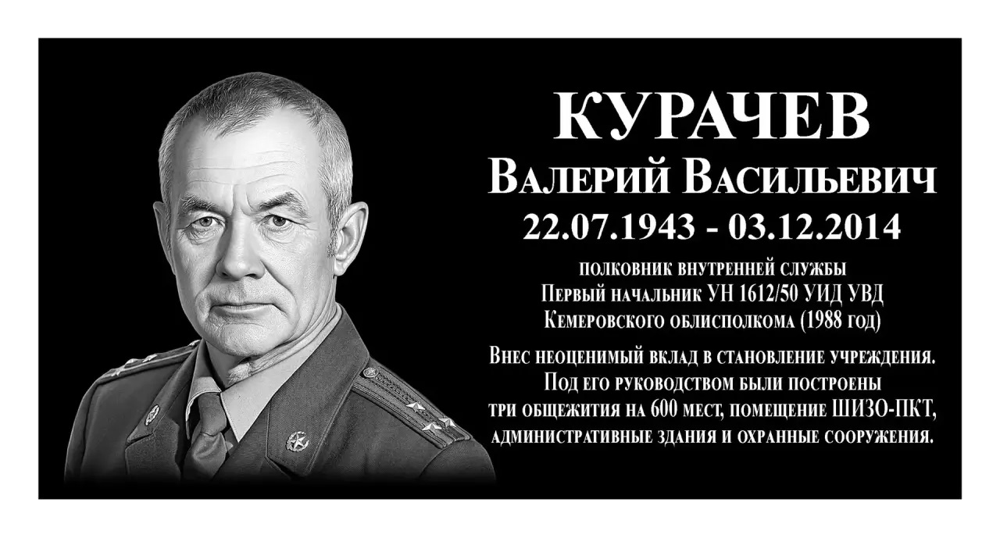 КУРАЧЕВ
Валерий Васильевич
22.07.1943 - 03.12.2014
полковник внутренней службы
Первый начальник УН 1612/50 УИД УВД
Кемеровского облисполкома (1988 год)
Внес неоценимый вклад в становление учреждения.
Под его руководством были построены
три общежития на 600 мест, помещение ШИЗО-ПКТ,
административные здания и охранные сооружения.